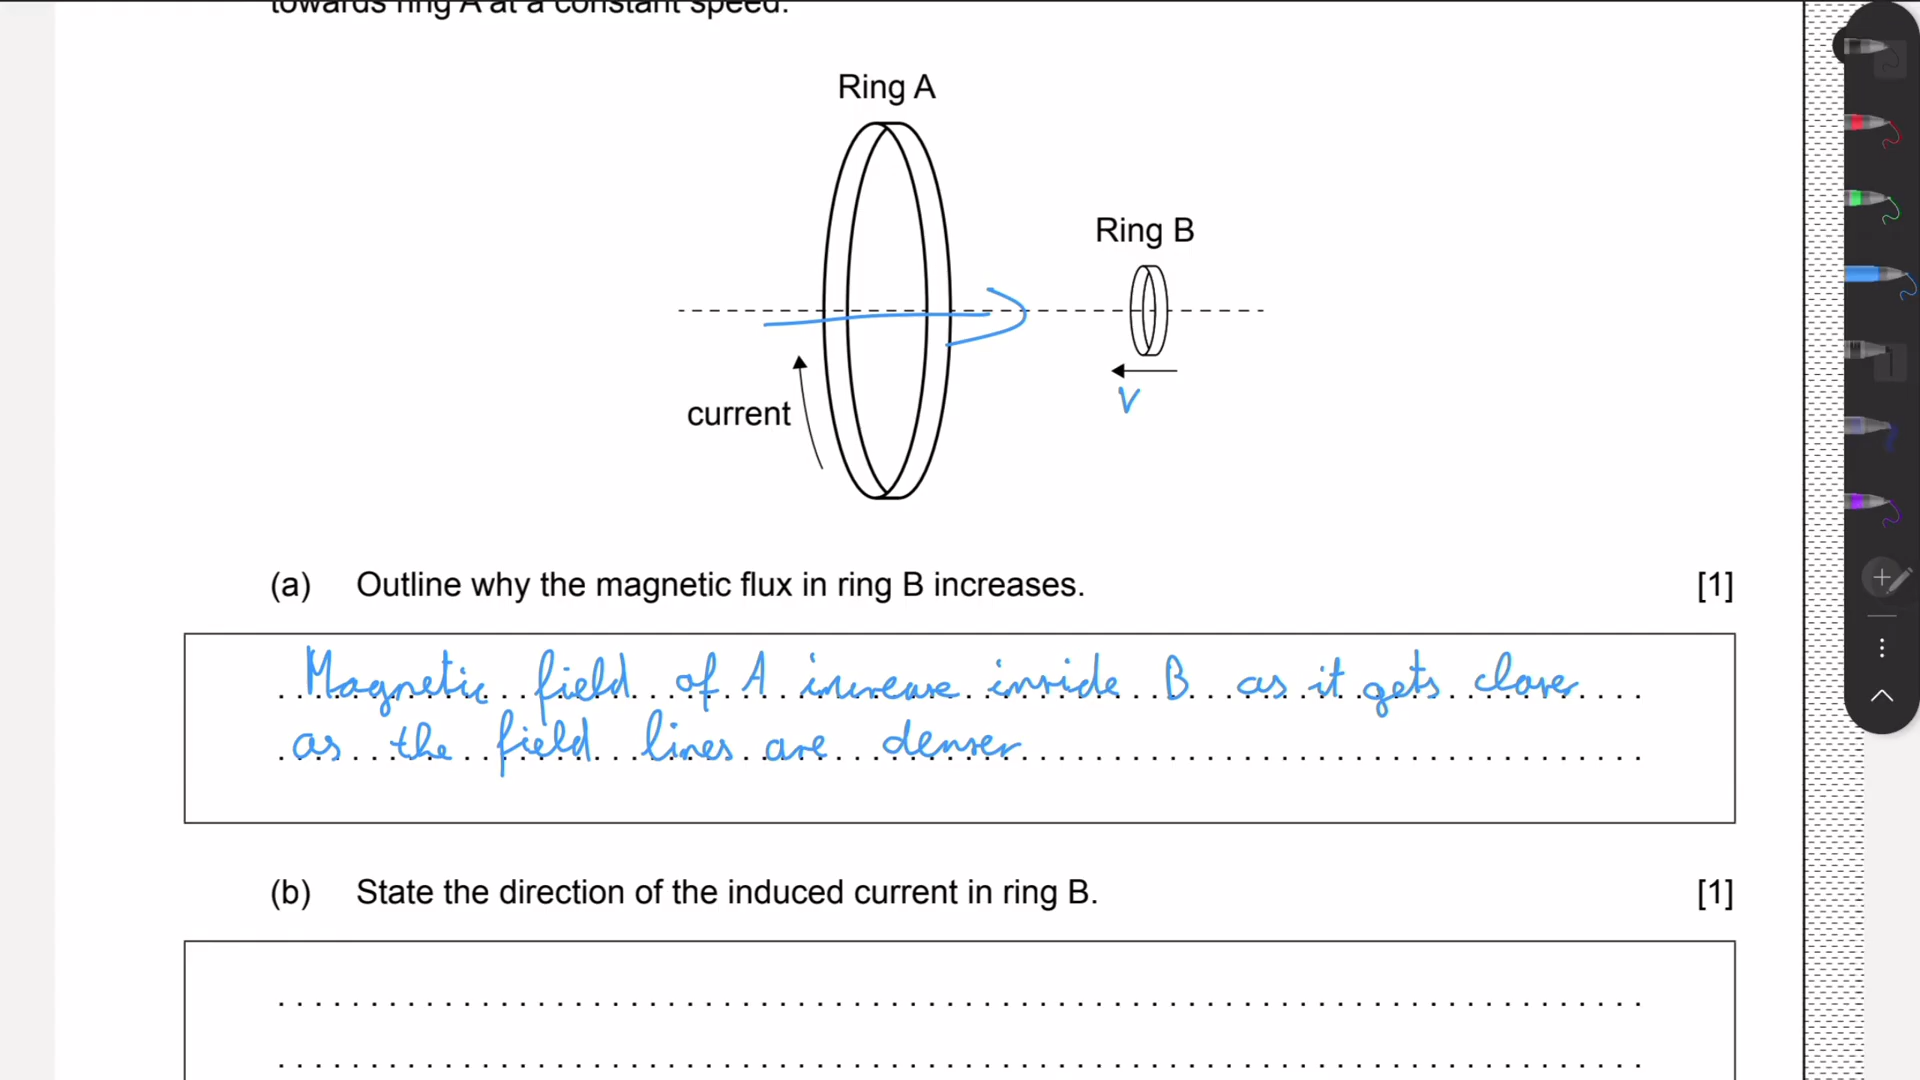 towards ring A at a constant speed.
Ring A
Ring B
V
current
(a) Outline why the magnetic flux in ring B increases. [1]
Magnetic field of A increase inside B as it gets closer
as the field lines are denser
(b) State the direction of the induced current in ring B. [1]